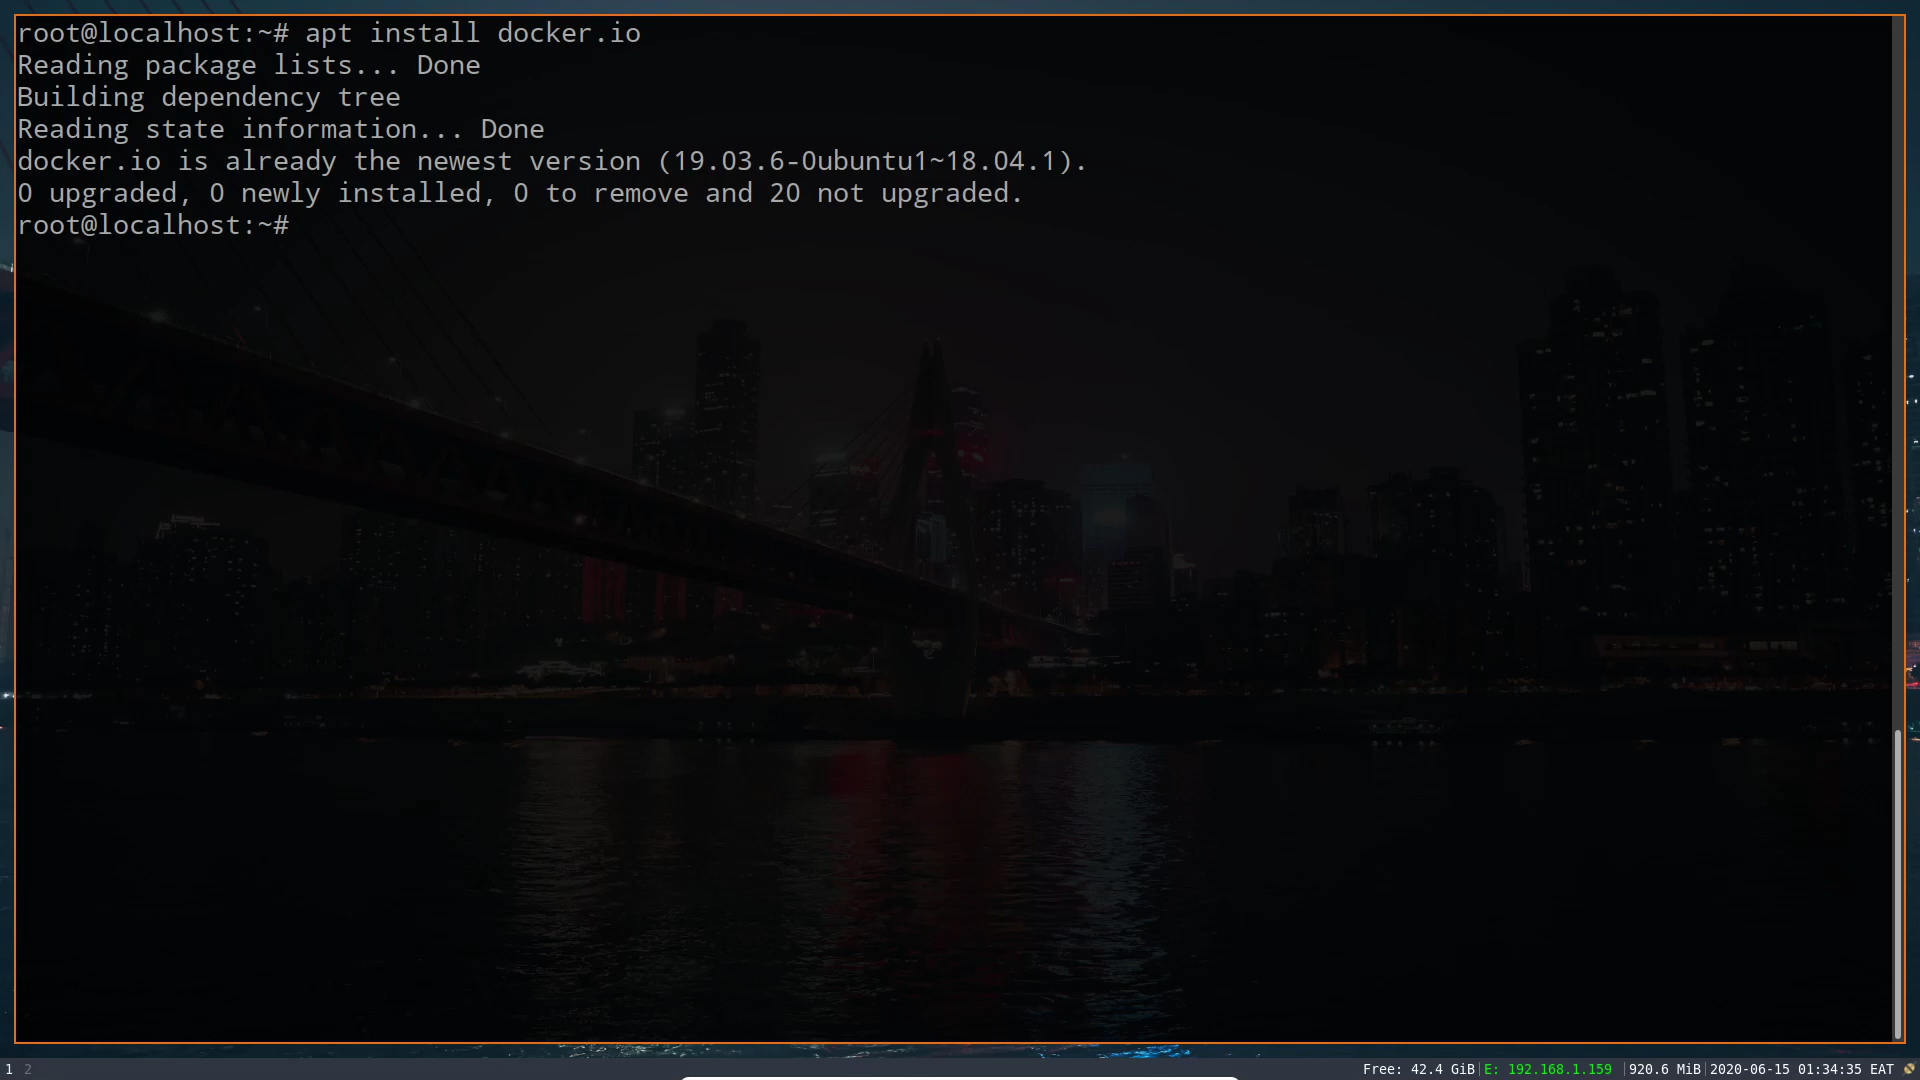 root@localhost:~# apt install docker.io
Reading package lists... Done
Building dependency tree
Reading state information... Done
docker.io is already the newest version (19.03.6-0ubuntu1~18.04.1).
0 upgraded, 0 newly installed, 0 to remove and 20 not upgraded.
root@localhost:~#
1 2 Free: 42.4 GiB|E: 192.168.1.159 |920.6 MiB|2020-06-15 01:34:35 EAT